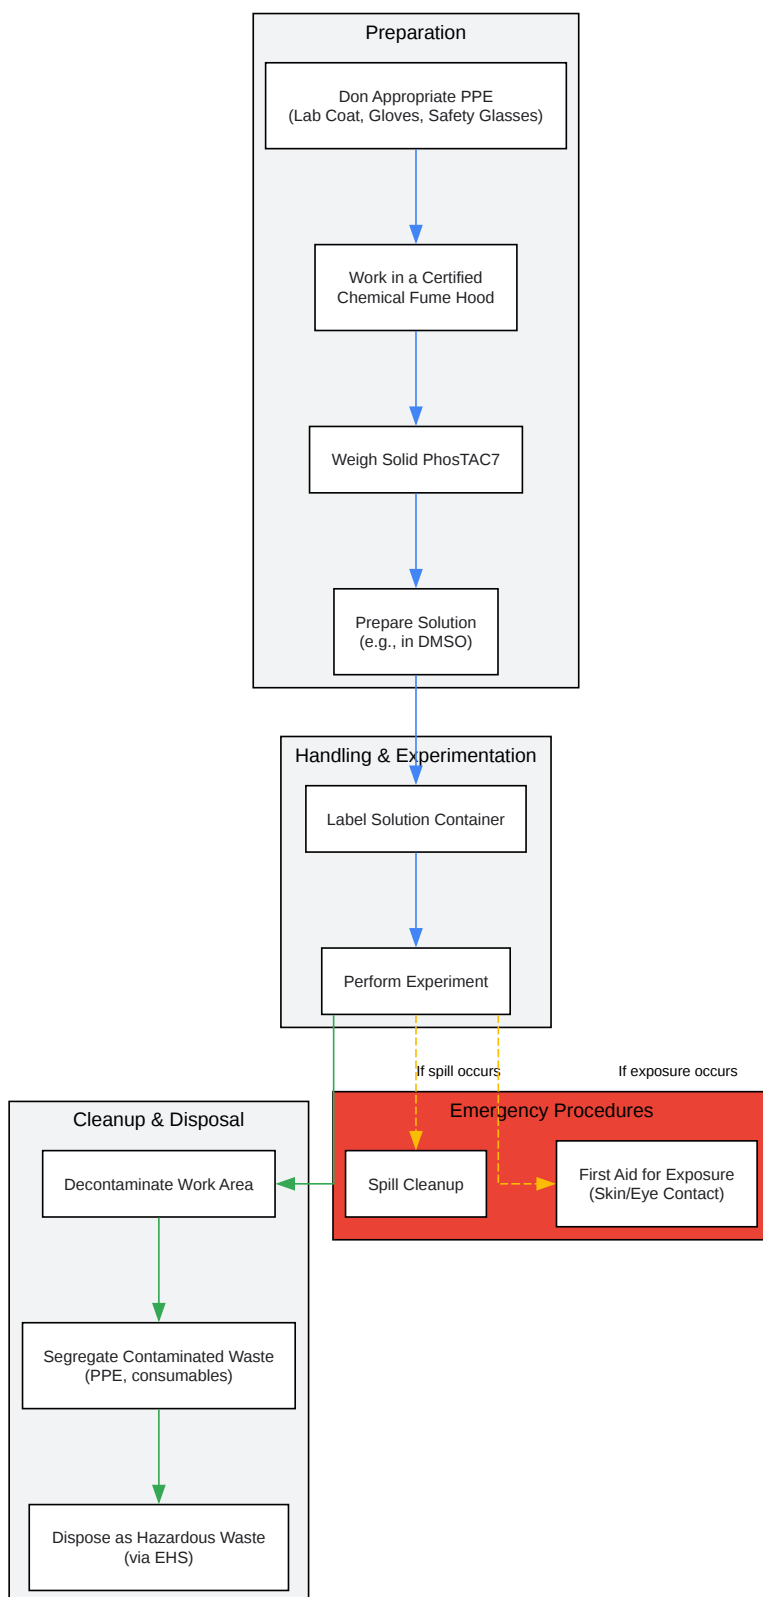 Preparation
Don Appropriate PPE
(Lab Coat, Gloves, Safety Glasses)
Work in a Certified
Chemical Fume Hood
Weigh Solid PhosTAC7
Prepare Solution
(e.g., in DMSO)
Handling & Experimentation
Label Solution Container
Perform Experiment
If spill occurs
If exposure occurs
Emergency Procedures
Spill Cleanup
First Aid for Exposure
(Skin/Eye Contact)
Cleanup & Disposal
Decontaminate Work Area
Segregate Contaminated Waste
(PPE, consumables)
Dispose as Hazardous Waste
(via EHS)